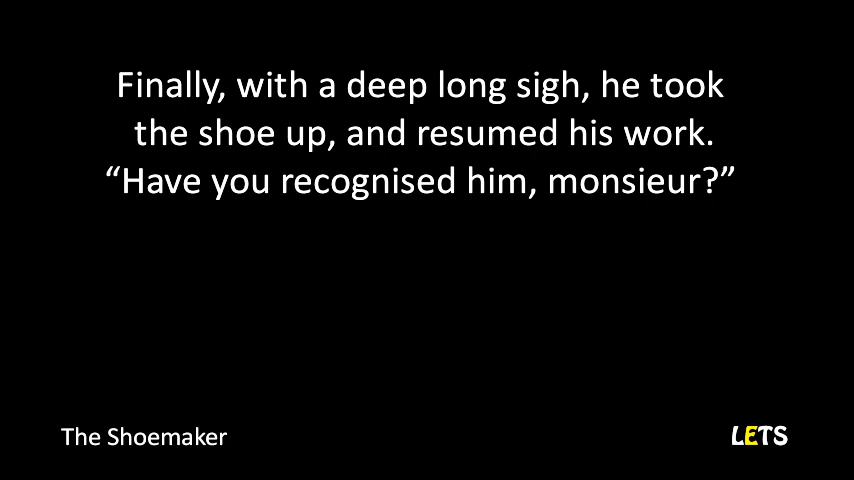 Finally, with a deep long sigh, he took
the shoe up, and resumed his work.
“Have you recognised him, monsieur?”
The Shoemaker
LETS